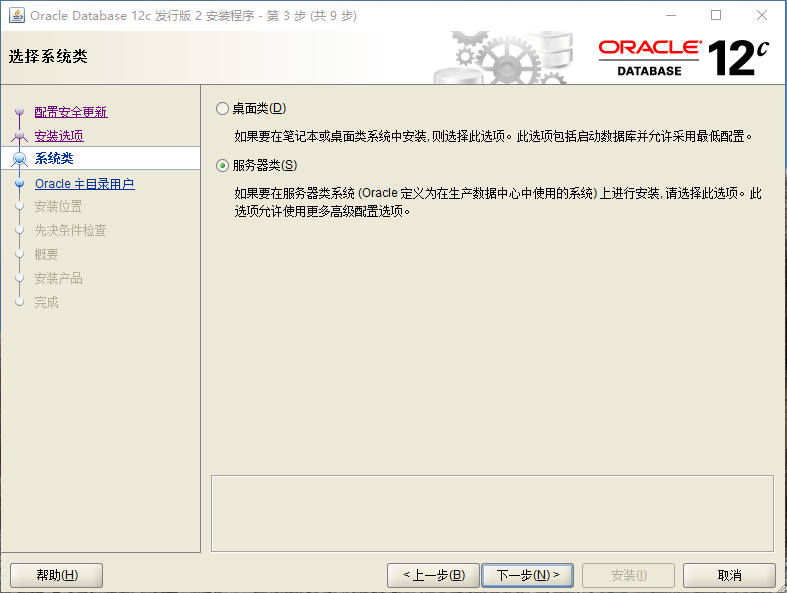 Oracle Database 12c 发行版 2 安装程序 - 第 3 步 (共 9 步)
选择系统类
ORACLE
DATABASE
12c
配置安全更新
安装选项
系统类
Oracle 主目录用户
安装位置
先决条件检查
概要
安装产品
完成
桌面类(D)
如果要在笔记本或桌面类系统中安装,则选择此选项。此选项包括启动数据库并允许采用最低配置。
服务器类(S)
如果要在服务器类系统 (Oracle 定义为在生产数据中心中使用的系统) 上进行安装,请选择此选项。此
选项允许使用更多高级配置选项。
帮助(H)
< 上一步(B)
下一步(N) >
安装(I)
取消